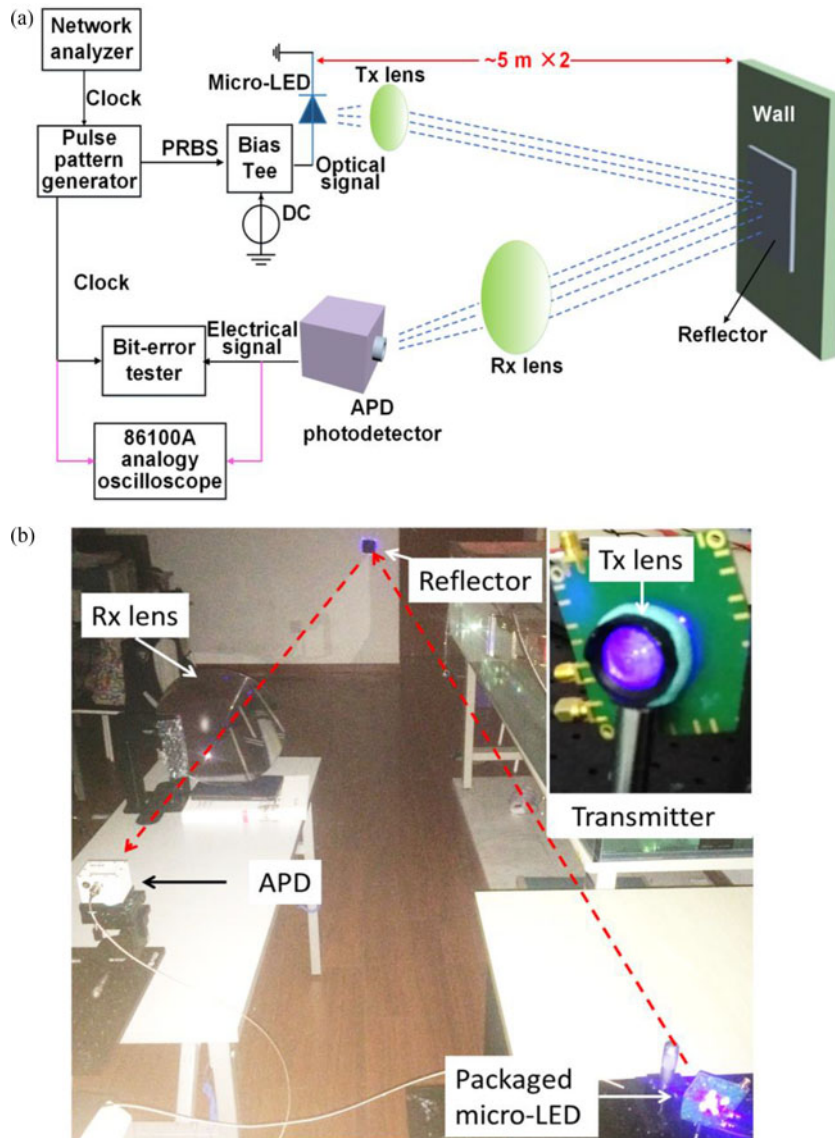 (a)
Network
analyzer
Clock
Pulse
pattern
generator
PRBS
Bias
Tee
DC
Micro-LED
Optical
signal
Tx lens
~5 m ×2
Wall
Reflector
Rx lens
APD
photodetector
Electrical
signal
Clock
Bit-error
tester
86100A
analogy
oscilloscope
(b)
Reflector
Rx lens
Tx lens
Transmitter
APD
Packaged
micro-LED